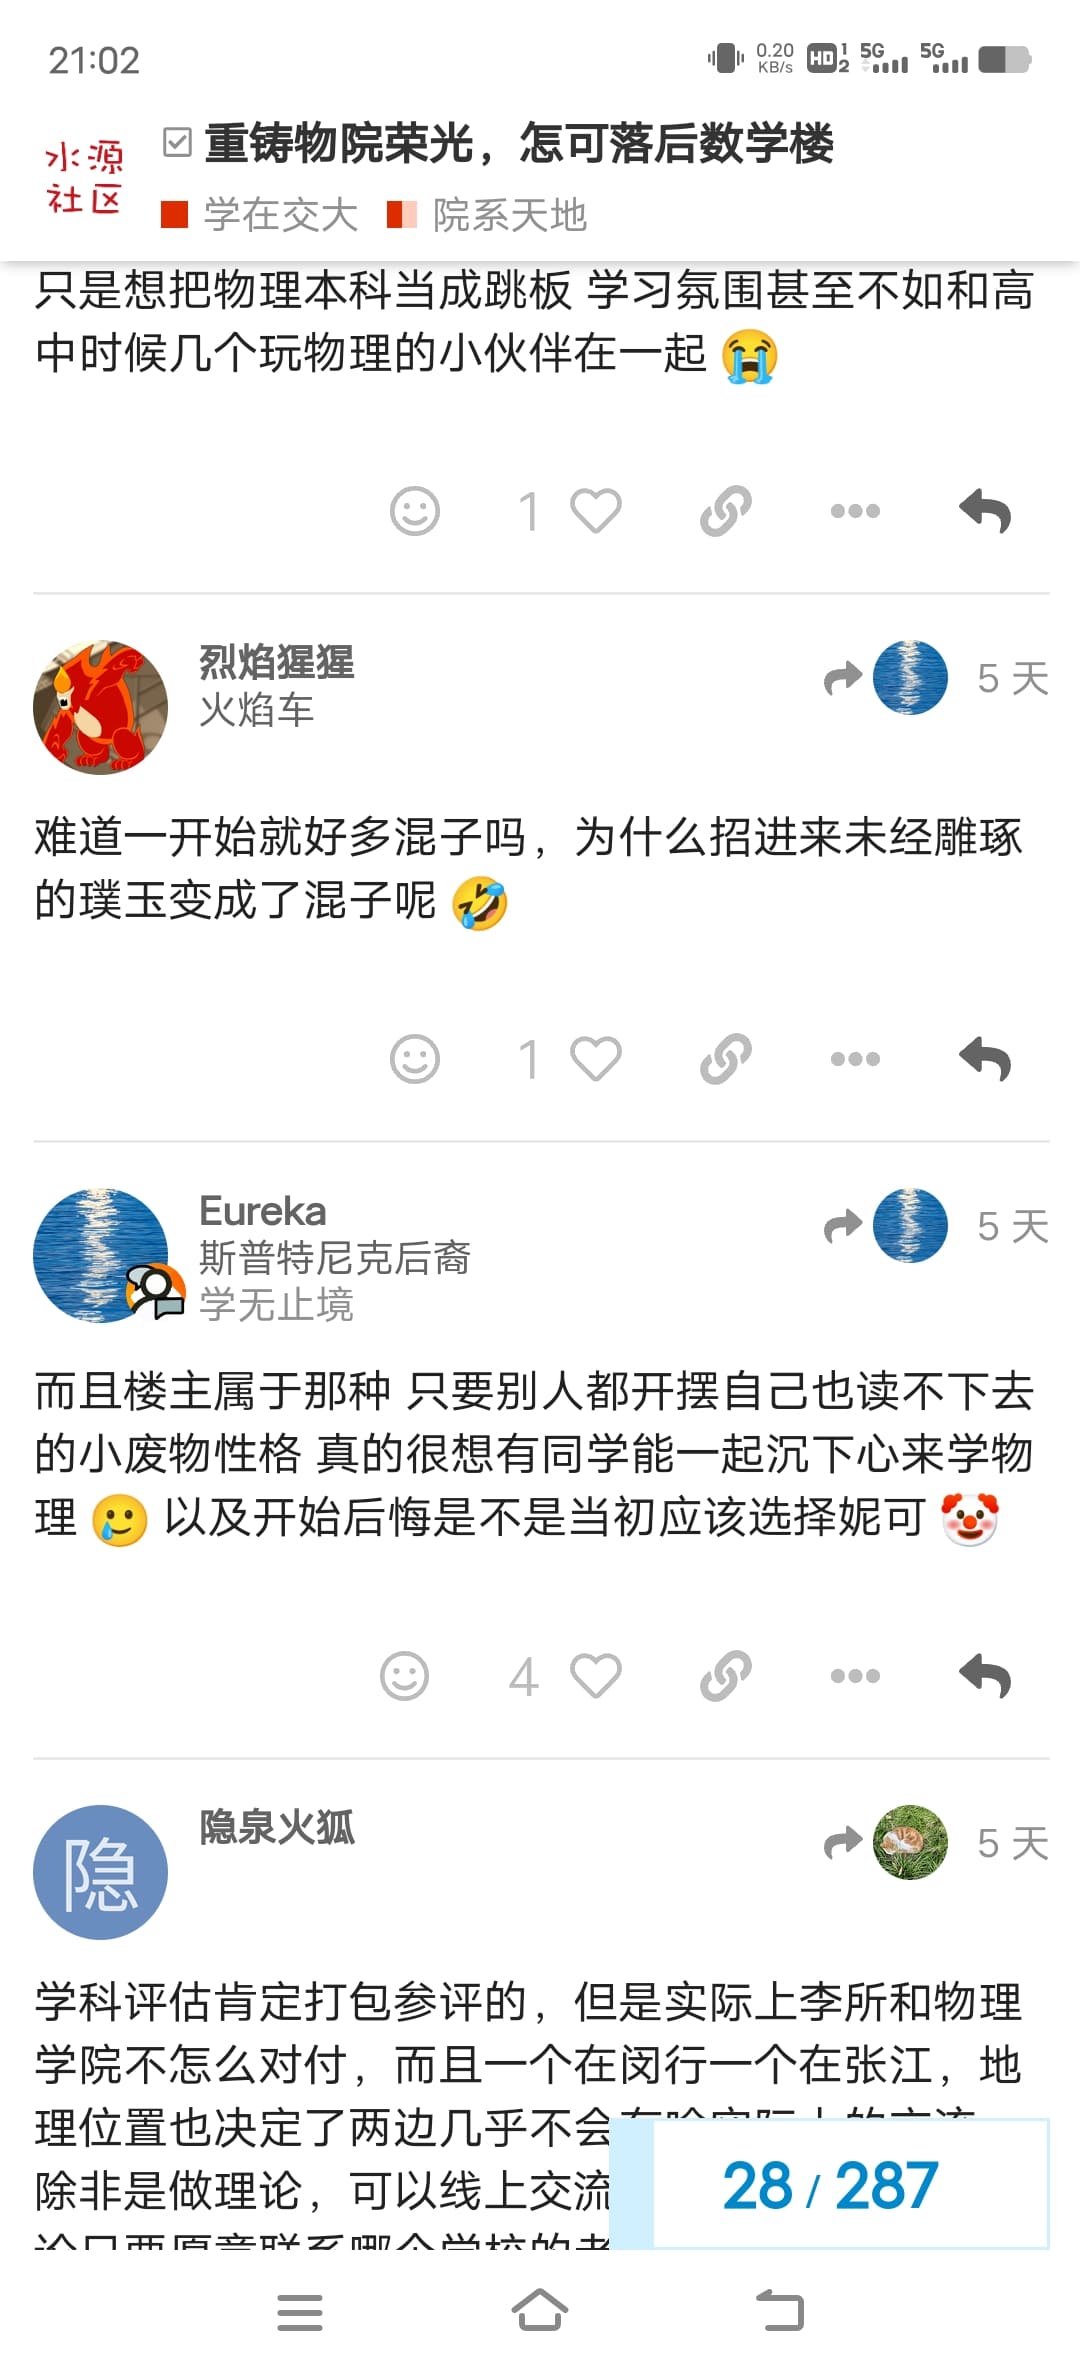 21:02
0.20
KB/s
HD 1 2
5G
5G
水源
社区
重铸物院荣光，怎可落后数学楼
学在交大 院系天地
只是想把物理本科当成跳板 学习氛围甚至不如和高
中时候几个玩物理的小伙伴在一起 😭
1
烈焰猩猩
火焰车
5 天
难道一开始就好多混子吗，为什么招进来未经雕琢
的璞玉变成了混子呢 🤣
1
Eureka
斯普特尼克后裔
学无止境
5 天
而且楼主属于那种 只要别人都开摆自己也读不下去
的小废物性格 真的很想有同学能一起沉下心来学物
理 🥲 以及开始后悔是不是当初应该选择妮可 🤡
4
隐
隐泉火狐
5 天
学科评估肯定打包参评的，但是实际上李所和物理
学院不怎么对付，而且一个在闵行一个在张江，地
理位置也决定了两边几乎不会
除非是做理论，可以线上交流
28 / 287